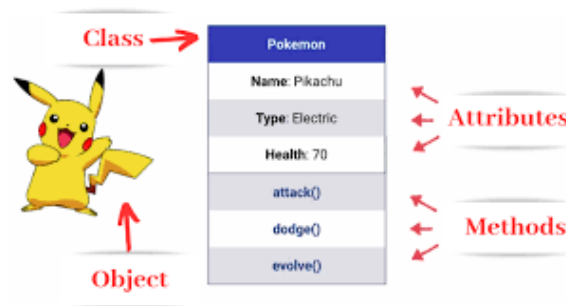 Class
Pokemon
Name: Pikachu
Type: Electric
Attributes
Health: 70
attack()
dodge()
Methods
evolve()
Object